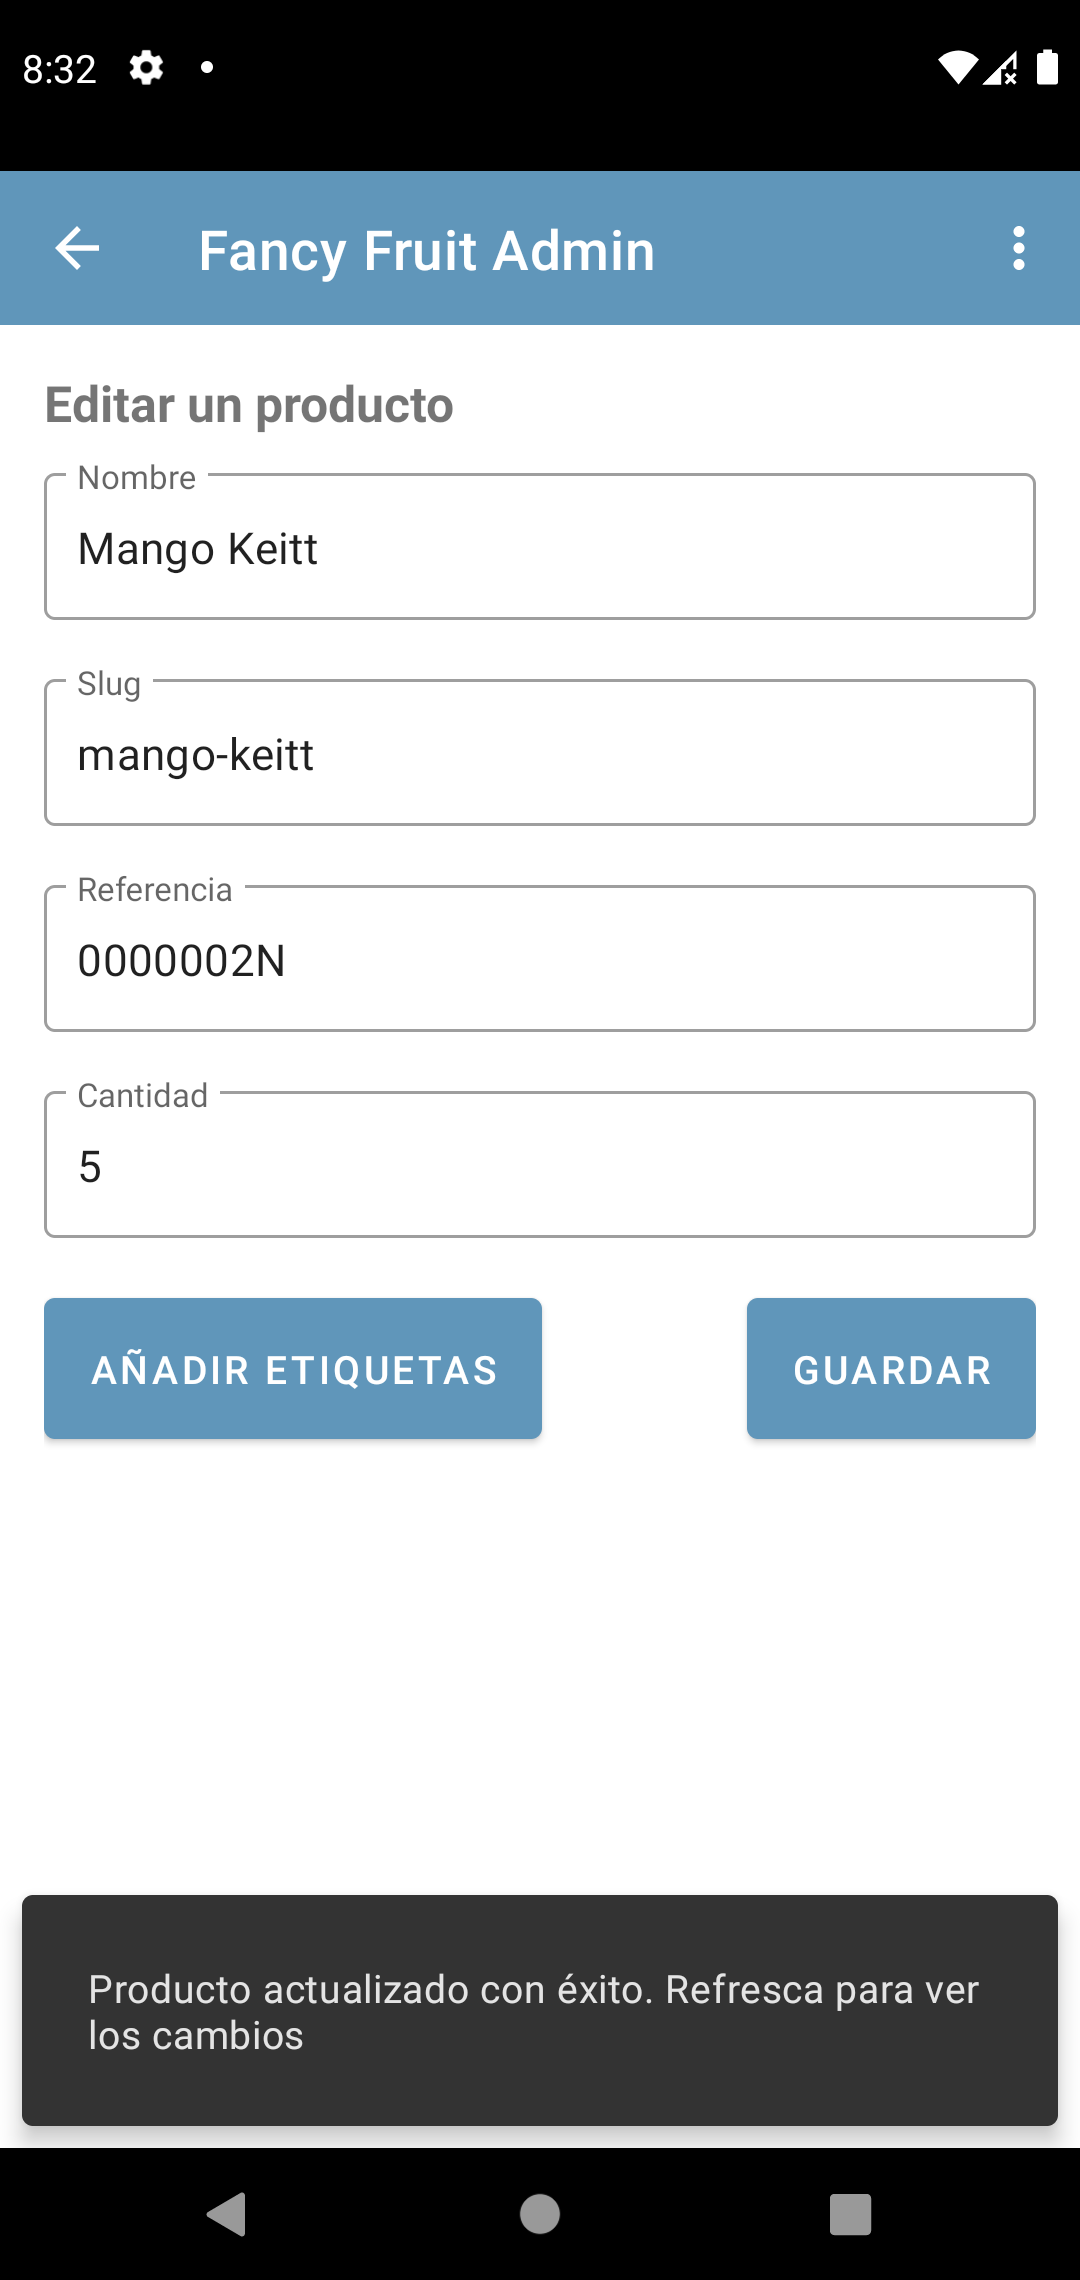 8:32
Fancy Fruit Admin
Editar un producto
Nombre
Mango Keitt
Slug
mango-keitt
Referencia
0000002N
Cantidad
5
AÑADIR ETIQUETAS
GUARDAR
Producto actualizado con éxito. Refresca para ver
los cambios